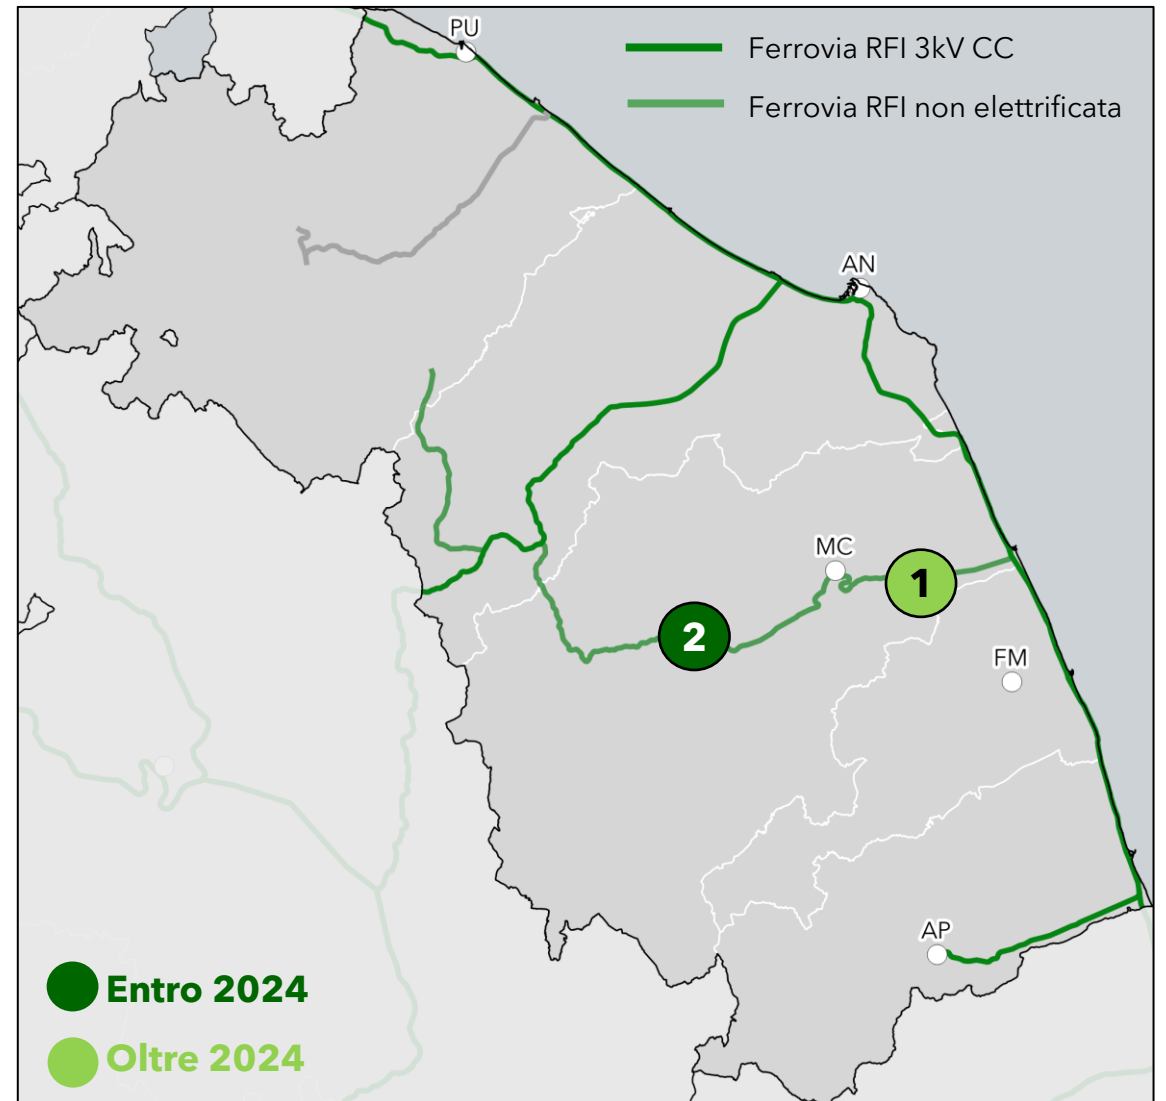 PU
Ferrovia RFI 3kV CC
Ferrovia RFI non elettrificata
AN
MC
1
2
FM
AP
Entro 2024
Oltre 2024